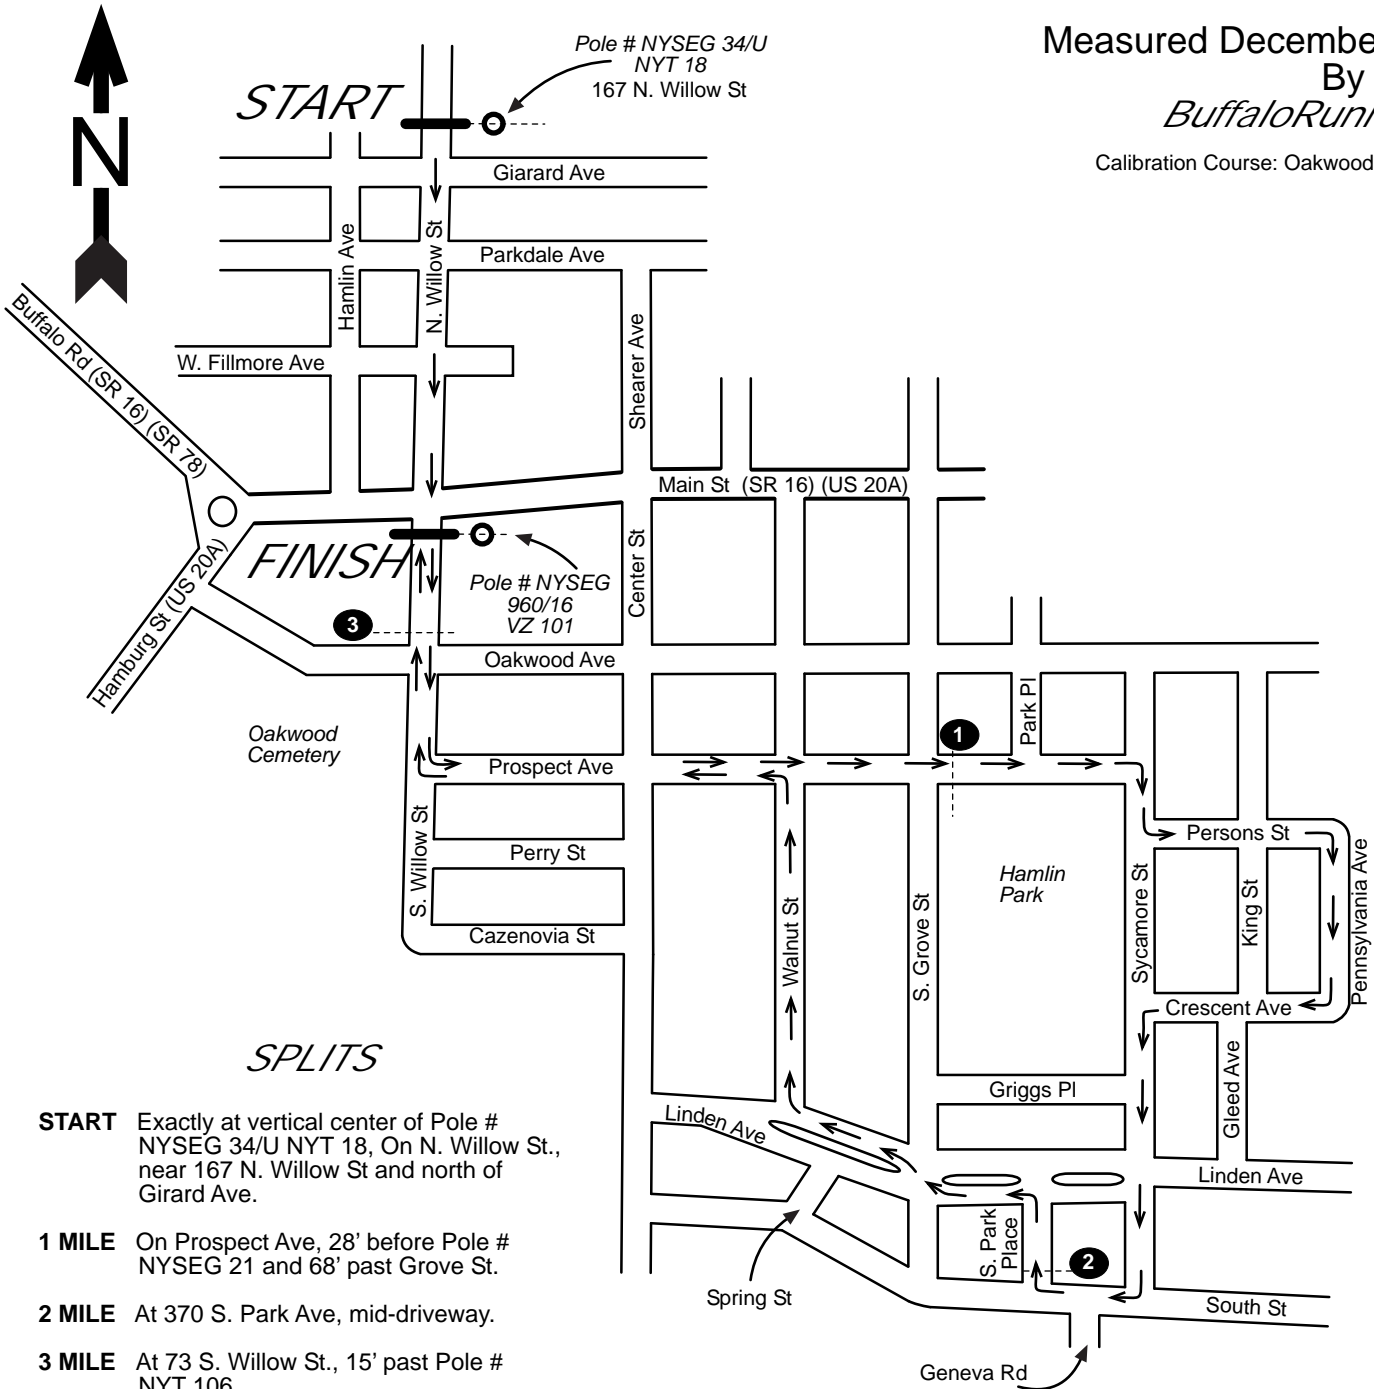 Measured Decembe
By
BuffaloRun
Calibration Course: Oakwood
Pole # NYSEG 34/U
NYT 18
167 N. Willow St
START
N
Giarard Ave
Parkdale Ave
Hamlin Ave
N. Willow St
W. Fillmore Ave
Shearer Ave
Buffalo Rd (SR 16) (SR 78)
Main St (SR 16) (US 20A)
FINISH
Pole # NYSEG
960/16
VZ 101
Center St
Hamburg St (US 20A)
3
Oakwood Ave
Oakwood
Cemetery
Park Pl
1
Prospect Ave
S. Willow St
Perry St
Cazenovia St
Walnut St
S. Grove St
Hamlin
Park
Sycamore St
Persons St
King St
Pennsylvania Ave
Crescent Ave
Griggs Pl
Gleed Ave
Linden Ave
Linden Ave
S. Park
Place
2
Spring St
South St
Geneva Rd
SPLITS
START Exactly at vertical center of Pole #
NYSEG 34/U NYT 18, On N. Willow St.,
near 167 N. Willow St and north of
Girard Ave.
1 MILE On Prospect Ave, 28’ before Pole #
NYSEG 21 and 68’ past Grove St.
2 MILE At 370 S. Park Ave, mid-driveway.
3 MILE At 73 S. Willow St., 15’ past Pole #
NYT 106